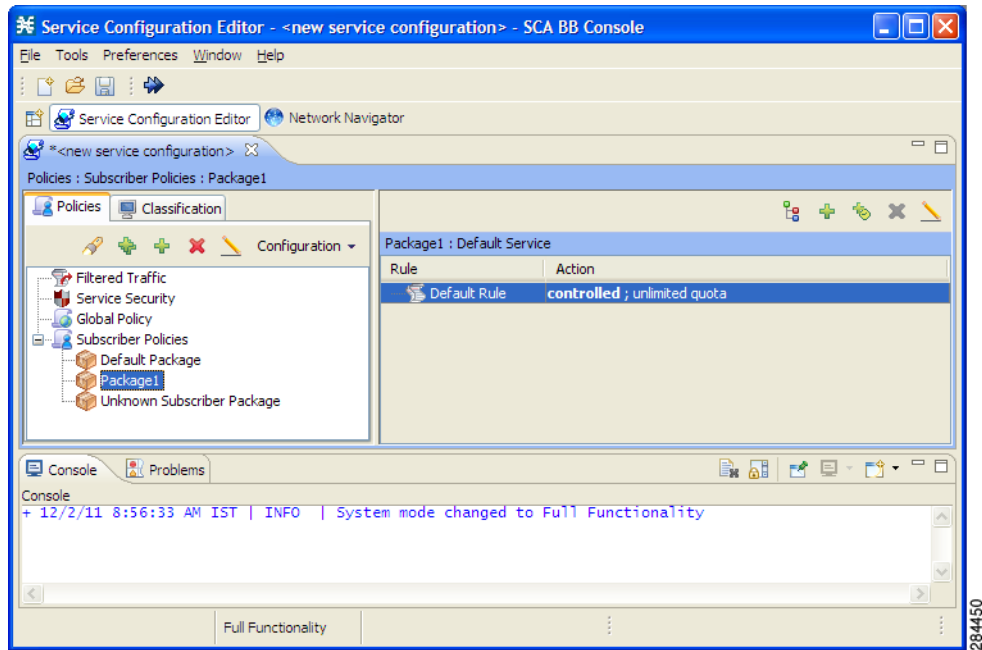 Service Configuration Editor - <new service configuration> - SCA BB Console
File Tools Preferences Window Help
Service Configuration Editor Network Navigator
*<new service configuration>
Policies : Subscriber Policies : Package1
Policies Classification
Configuration
Filtered Traffic
Service Security
Global Policy
Subscriber Policies
Default Package
Package1
Unknown Subscriber Package
Package1 : Default Service
Rule Action
Default Rule controlled ; unlimited quota
Console Problems
Console
+ 12/2/11 8:56:33 AM IST | INFO | System mode changed to Full Functionality
Full Functionality
284450